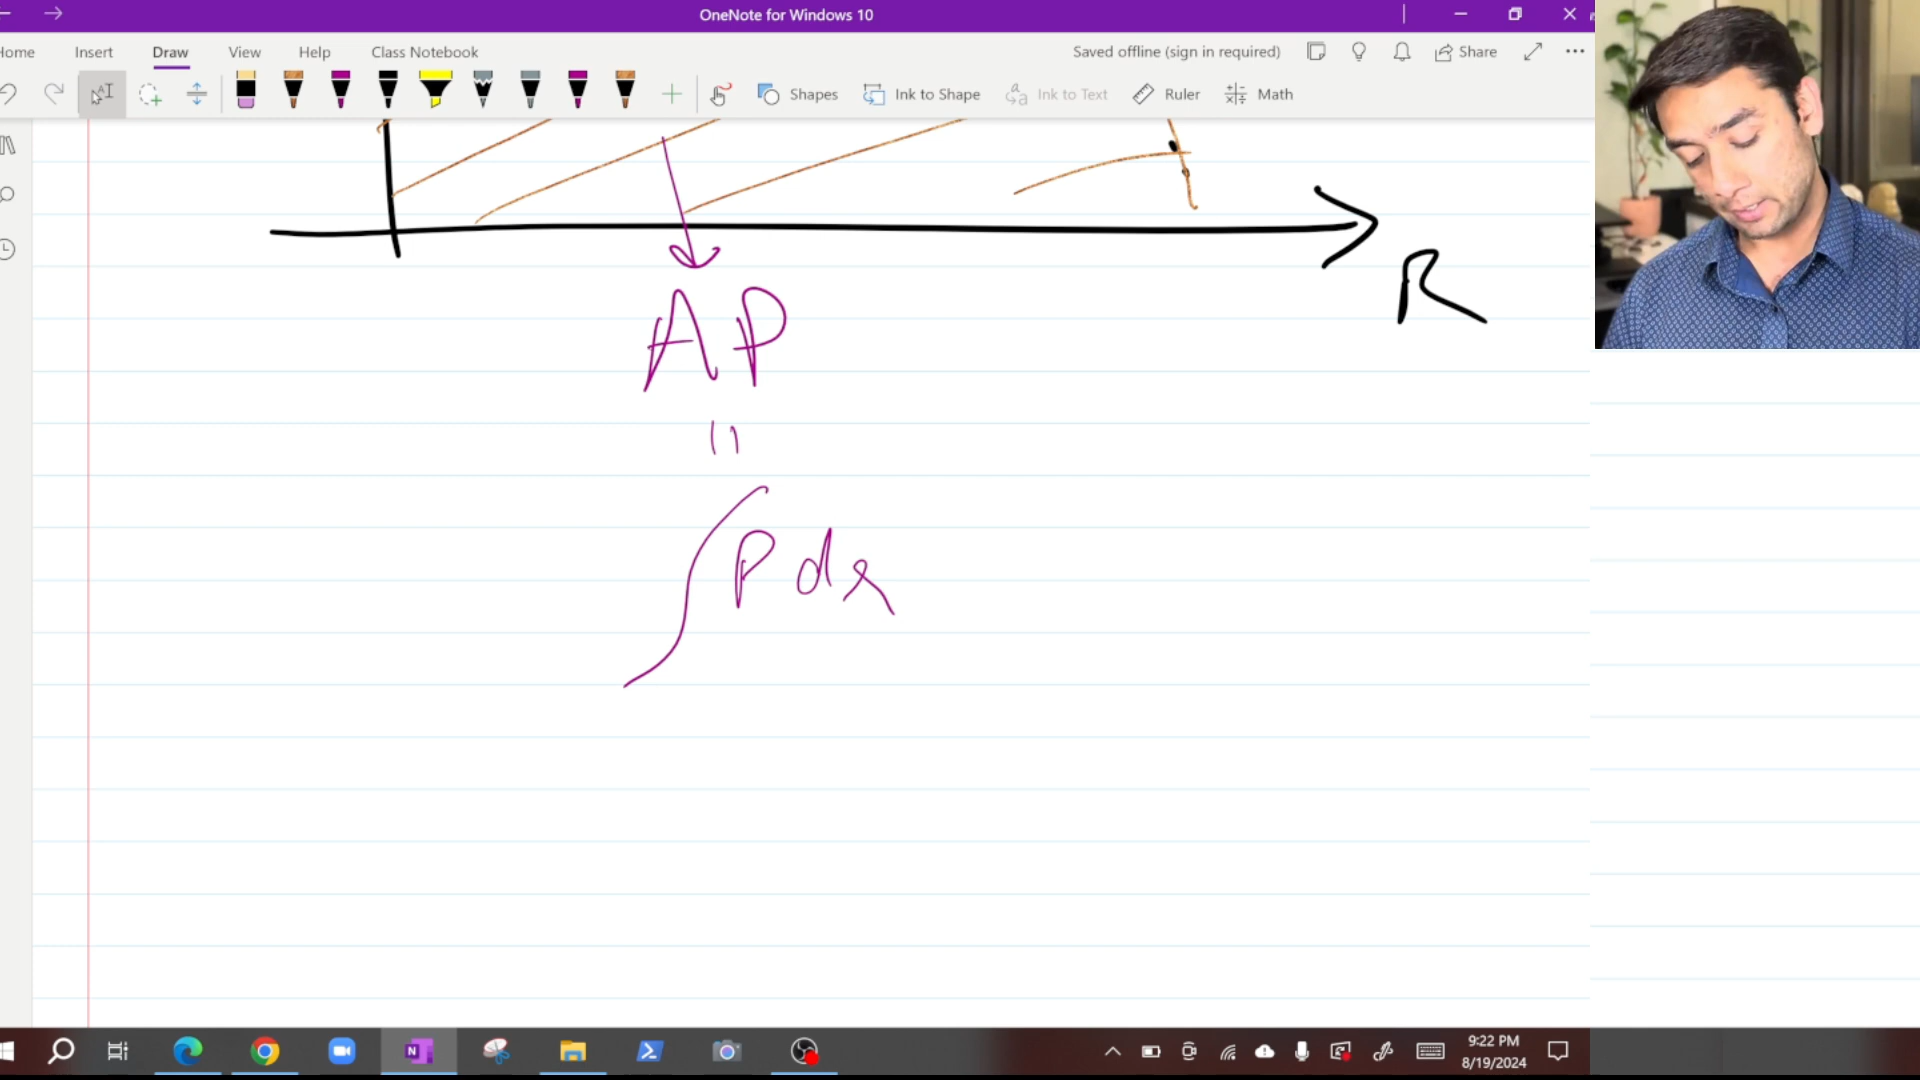 OneNote for Windows 10
Home Insert Draw View Help Class Notebook Saved offline (sign in required) Share
Shapes Ink to Shape Ink to Text Ruler Math
R
AP
=
∫ P dr
9:22 PM
8/19/2024